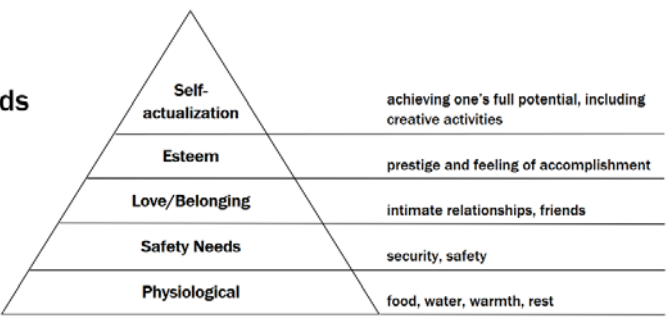 ds
Self-
actualization
achieving one's full potential, including
creative activities
Esteem
prestige and feeling of accomplishment
Love/Belonging
intimate relationships, friends
Safety Needs
security, safety
Physiological
food, water, warmth, rest